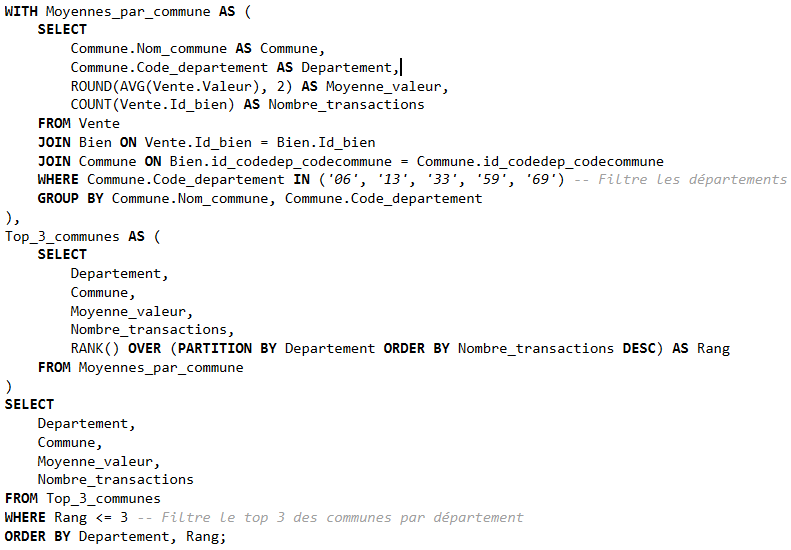 WITH Moyennes_par_commune AS (
    SELECT
        Commune.Nom_commune AS Commune,
        Commune.Code_departement AS Departement,
        ROUND(AVG(Vente.Valeur), 2) AS Moyenne_valeur,
        COUNT(Vente.Id_bien) AS Nombre_transactions
    FROM Vente
    JOIN Bien ON Vente.Id_bien = Bien.Id_bien
    JOIN Commune ON Bien.id_codedep_codecommune = Commune.id_codedep_codecommune
    WHERE Commune.Code_departement IN ('06', '13', '33', '59', '69') -- Filtre les départements
    GROUP BY Commune.Nom_commune, Commune.Code_departement
),
Top_3_communes AS (
    SELECT
        Departement,
        Commune,
        Moyenne_valeur,
        Nombre_transactions,
        RANK() OVER (PARTITION BY Departement ORDER BY Nombre_transactions DESC) AS Rang
    FROM Moyennes_par_commune
)
SELECT
    Departement,
    Commune,
    Moyenne_valeur,
    Nombre_transactions
FROM Top_3_communes
WHERE Rang <= 3 -- Filtre le top 3 des communes par département
ORDER BY Departement, Rang;